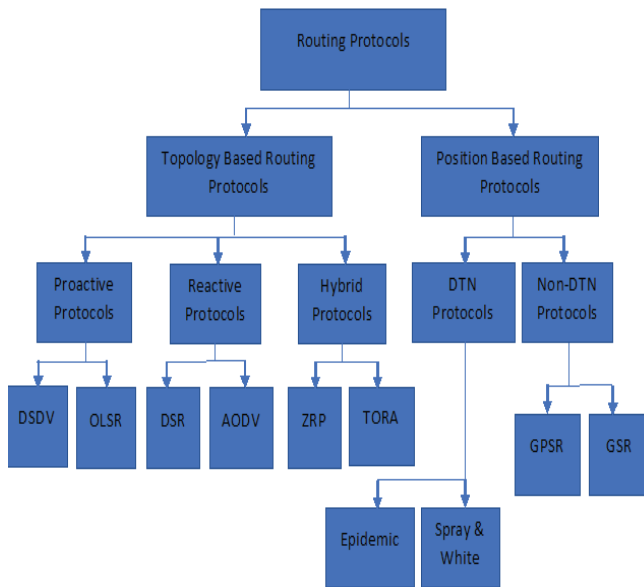 Routing Protocols
Topology Based Routing
Protocols
Position Based Routing
Protocols
Proactive
Protocols
Reactive
Protocols
Hybrid
Protocols
DTN
Protocols
Non-DTN
Protocols
DSDV
OLSR
DSR
AODV
ZRP
TORA
GPSR
GSR
Epidemic
Spray &
White